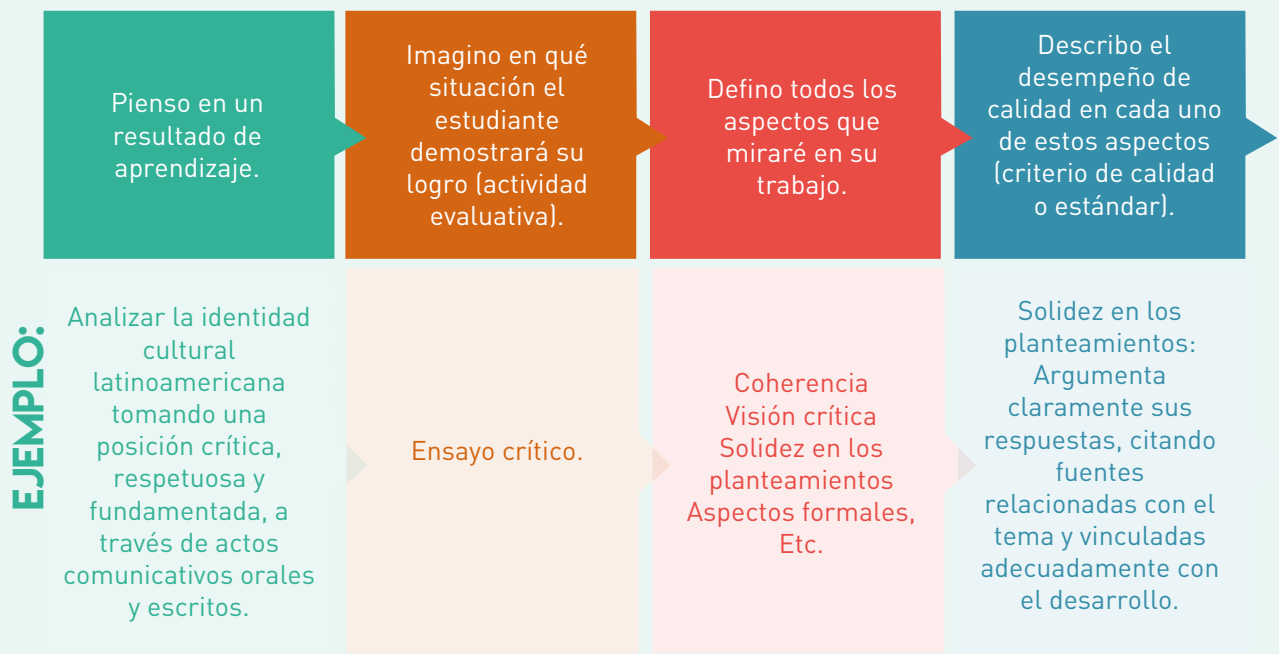 Pienso en un
resultado de
aprendizaje.
Imagino en qué
situación el
estudiante
demostrará su
logro (actividad
evaluativa).
Defino todos los
aspectos que
miraré en su
trabajo.
Describo el
desempeño de
calidad en cada uno
de estos aspectos
(criterio de calidad
o estándar).
EJEMPLO:
Analizar la identidad
cultural
latinoamericana
tomando una
posición crítica,
respetuosa y
fundamentada, a
través de actos
comunicativos orales
y escritos.
Ensayo crítico.
Coherencia
Visión crítica
Solidez en los
planteamientos
Aspectos formales,
Etc.
Solidez en los
planteamientos:
Argumenta
claramente sus
respuestas, citando
fuentes
relacionadas con el
tema y vinculadas
adecuadamente con
el desarrollo.